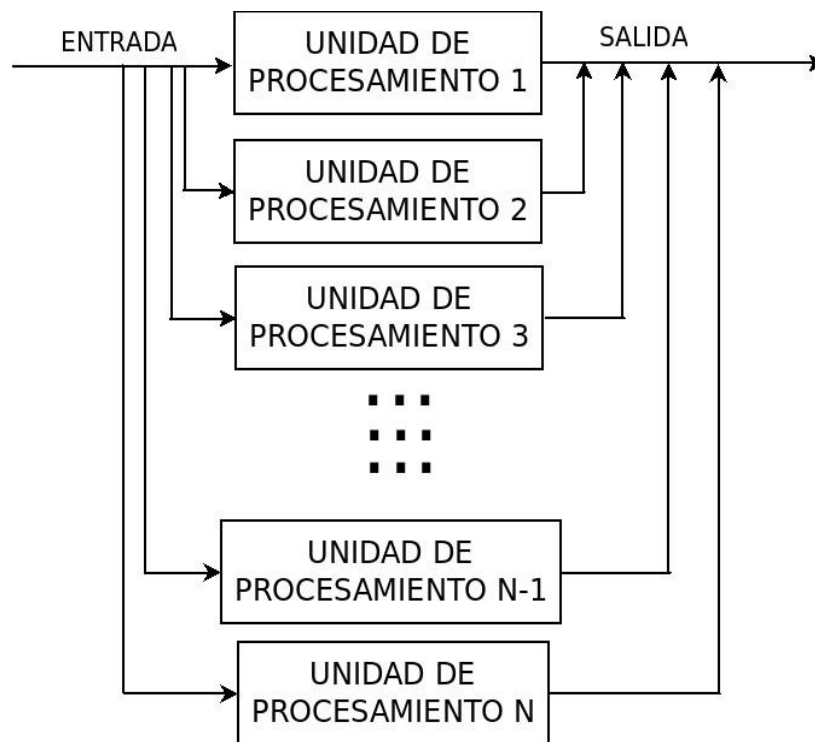 ENTRADA
UNIDAD DE
PROCESAMIENTO 1
SALIDA
UNIDAD DE
PROCESAMIENTO 2
UNIDAD DE
PROCESAMIENTO 3
UNIDAD DE
PROCESAMIENTO N-1
UNIDAD DE
PROCESAMIENTO N